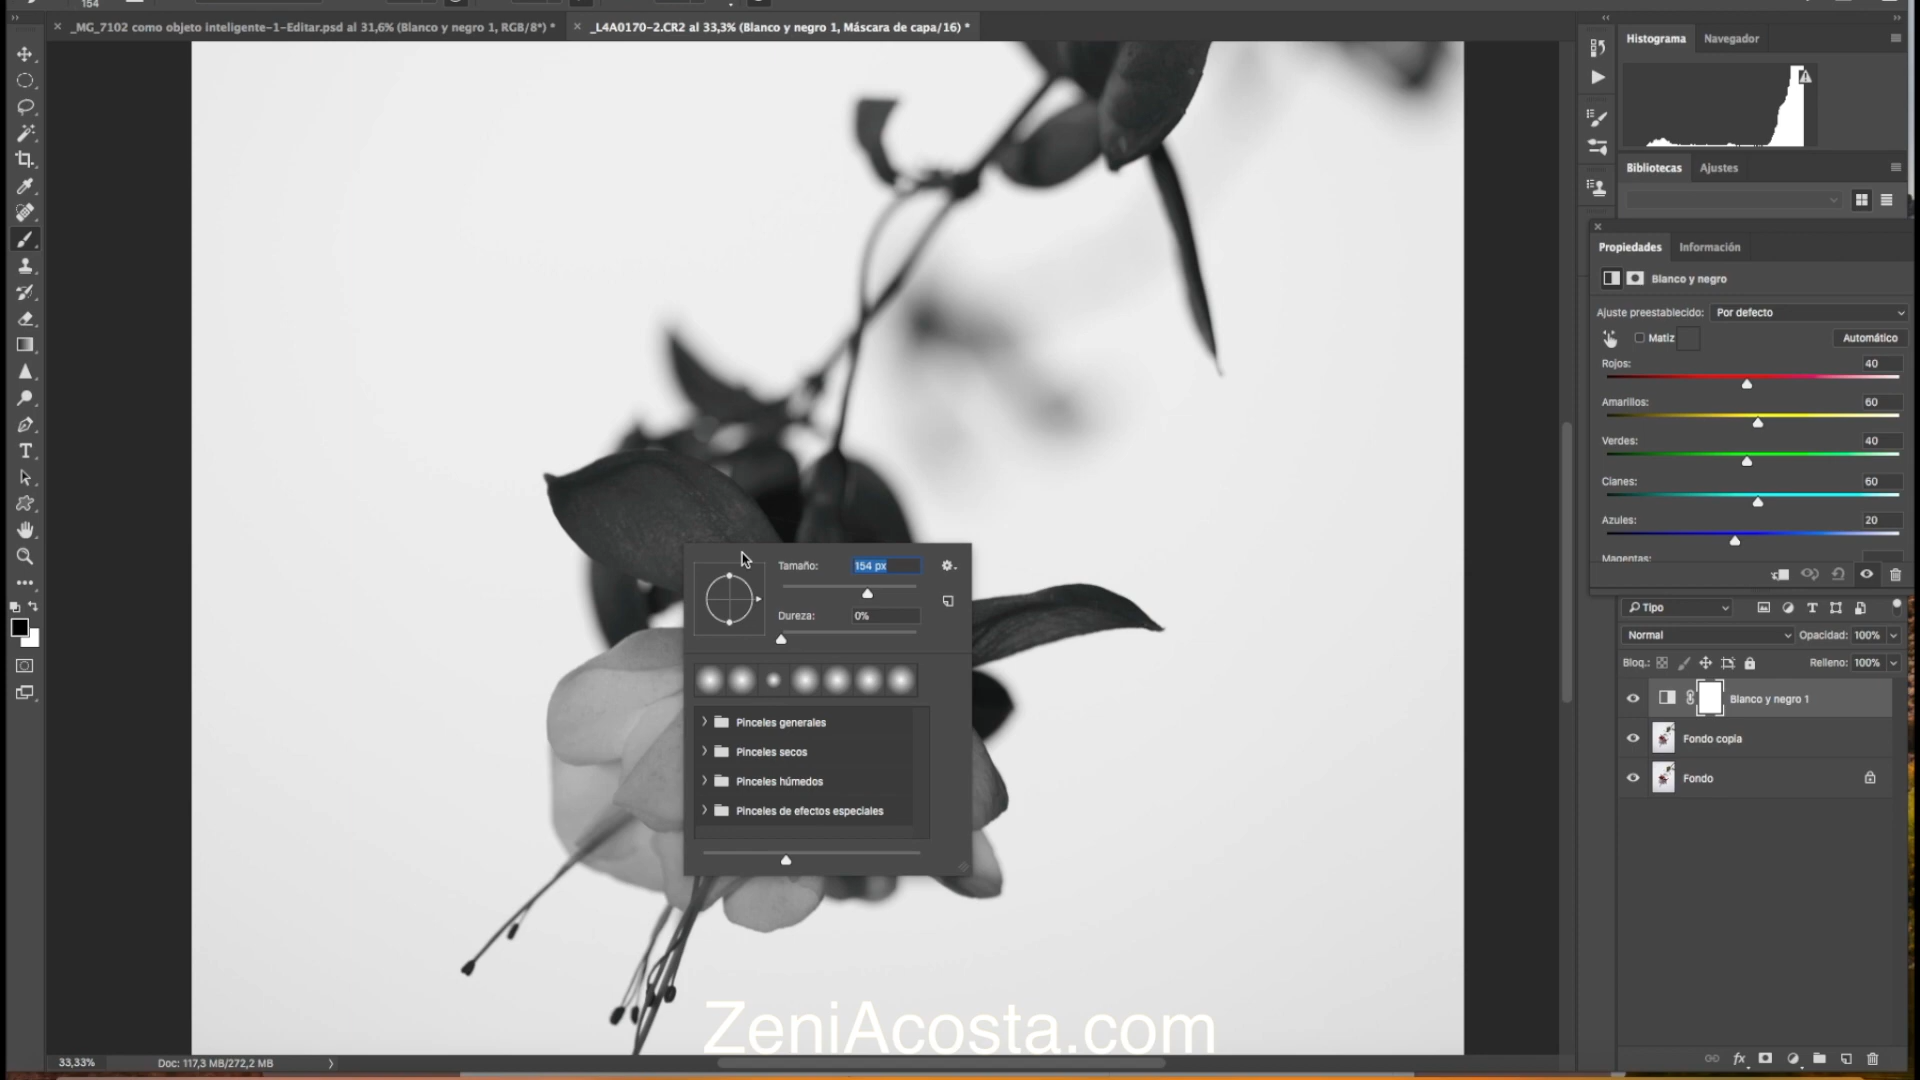 154
_MG_7102 como objeto inteligente-1-Editar.psd al 31,6% (Blanco y negro 1, RGB/8*) *
_L4A0170-2.CR2 al 33,3% (Blanco y negro 1, Máscara de capa/16) *
Histograma
Navegador
Bibliotecas
Ajustes
Propiedades
Información
Blanco y negro
Ajuste preestablecido: Por defecto
Matiz
Automático
Rojos: 40
Amarillos: 60
Verdes: 40
Cianes: 60
Azules: 20
Magentas:
Tamaño: 154 px
Dureza: 0%
Pinceles generales
Pinceles secos
Pinceles húmedos
Pinceles de efectos especiales
Tipo
Normal
Opacidad: 100%
Bloq.:
Relleno: 100%
Blanco y negro 1
Fondo copia
Fondo
ZeniAcosta.com
33,33%
Doc: 117,3 MB/272,2 MB